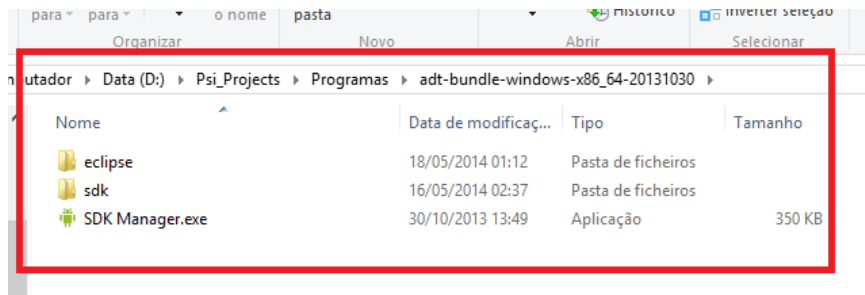 para para o nome pasta Histórico Inverter seleção
Organizar Novo Abrir Selecionar
Data (D:) Psi_Projects Programas adt-bundle-windows-x86_64-20131030
Nome Data de modificaç... Tipo Tamanho
eclipse 18/05/2014 01:12 Pasta de ficheiros
sdk 16/05/2014 02:37 Pasta de ficheiros
SDK Manager.exe 30/10/2013 13:49 Aplicação 350 KB